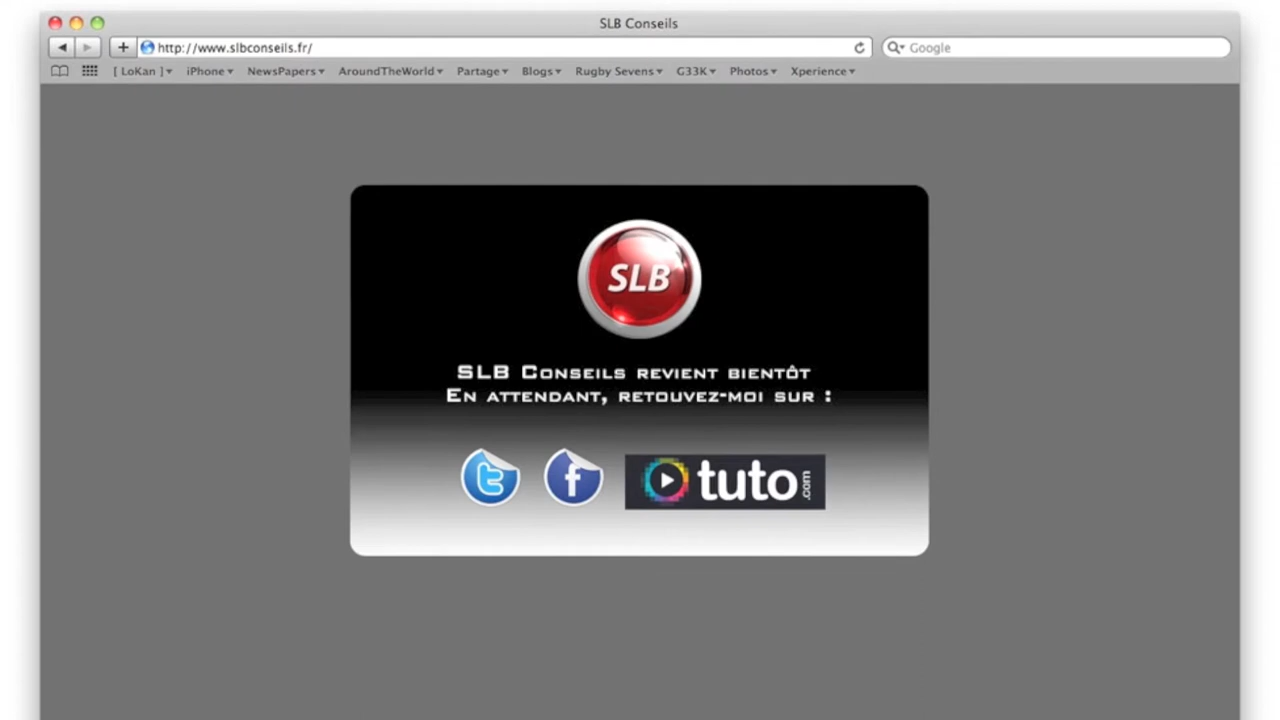 SLB Conseils
http://www.slbconseils.fr/
Google
[ LoKan ] iPhone NewsPapers AroundTheWorld Partage Blogs Rugby Sevens G33K Photos Xperience
SLB
SLB Conseils revient bientôt
En attendant, retouvez-moi sur :
t f tuto.com